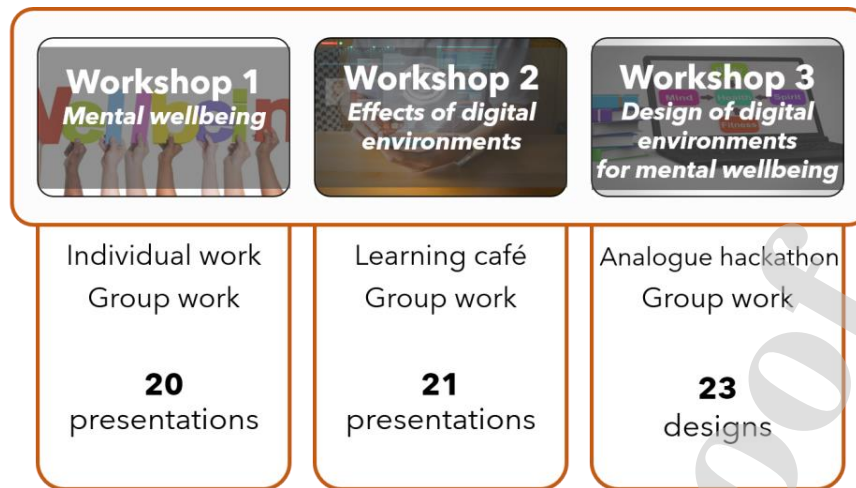 Workshop 1
Mental wellbeing
Workshop 2
Effects of digital
environments
Workshop 3
Design of digital
environments
for mental wellbeing
Individual work
Group work
20
presentations
Learning café
Group work
21
presentations
Analogue hackathon
Group work
23
designs